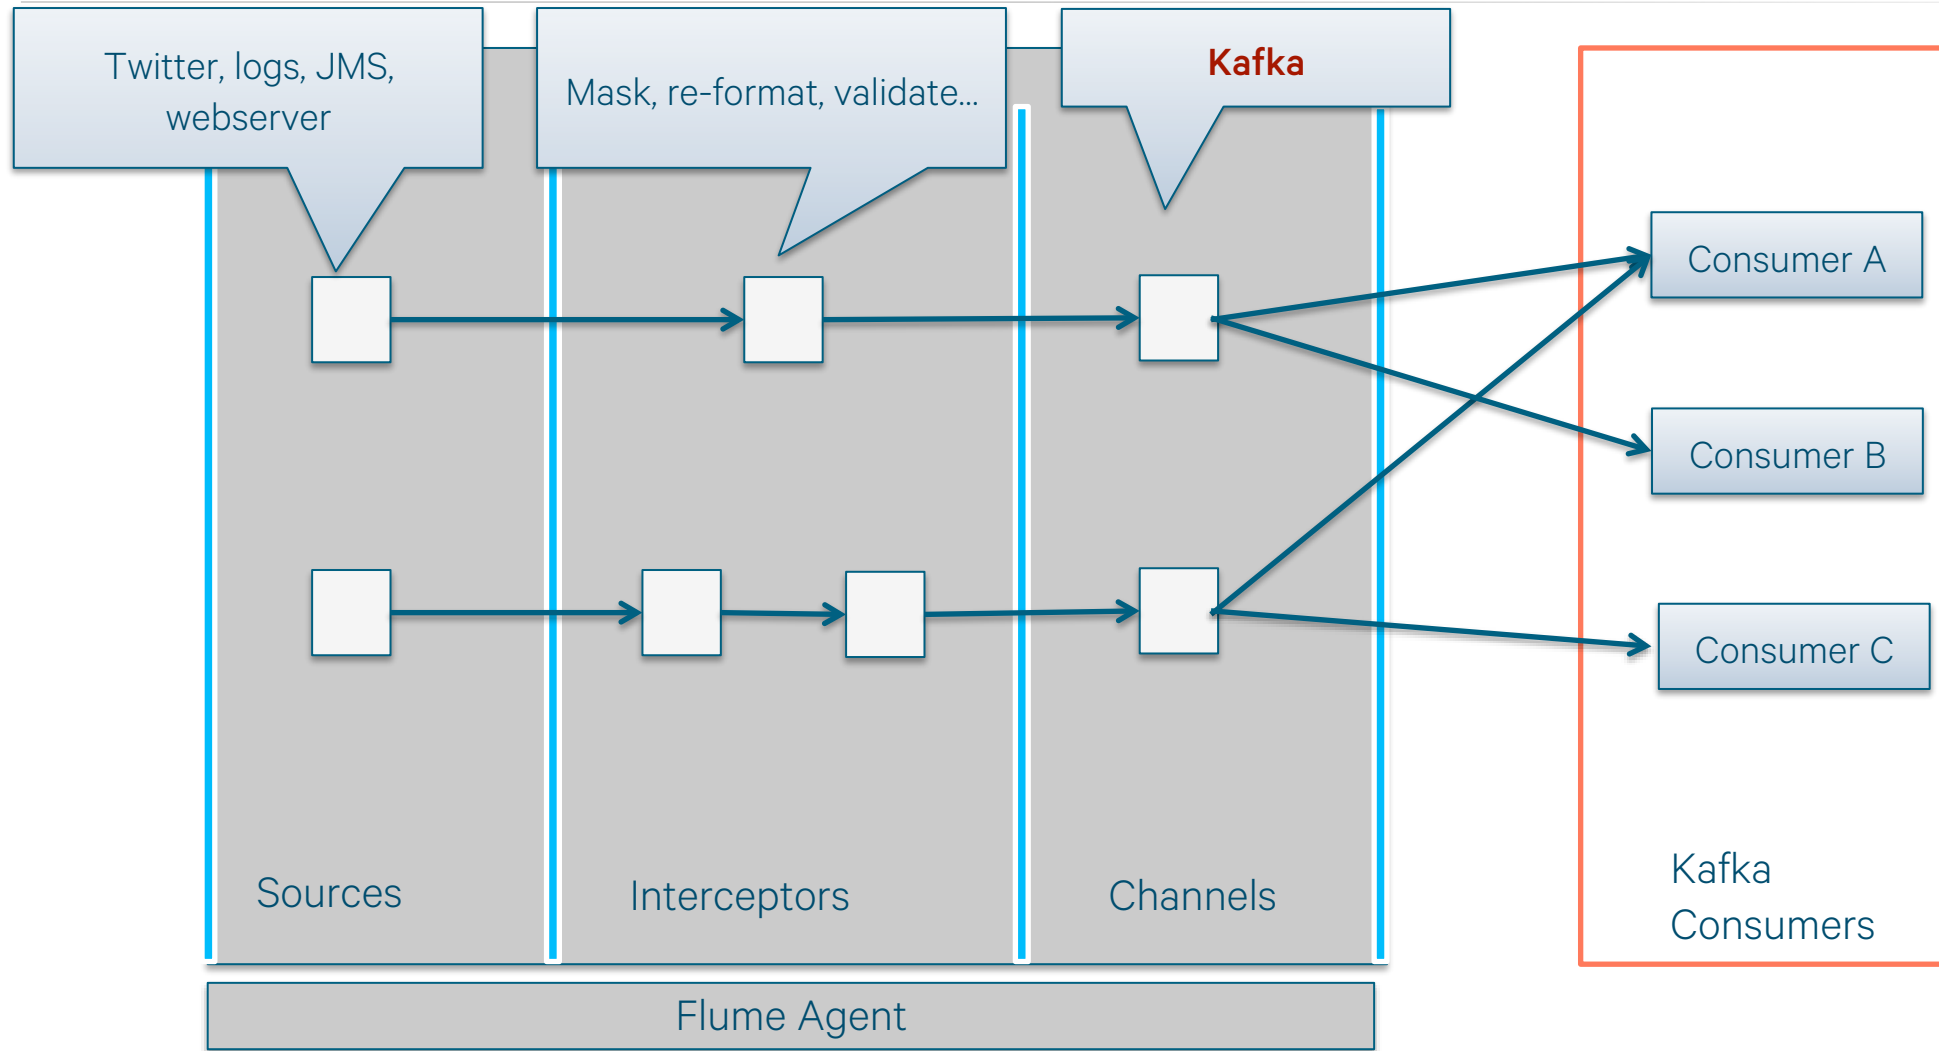 Twitter, logs, JMS,
webserver
Mask, re-format, validate...
Kafka
Consumer A
Consumer B
Consumer C
Sources
Interceptors
Channels
Kafka
Consumers
Flume Agent